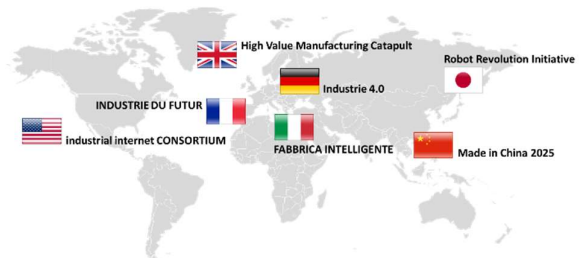 High Value Manufacturing Catapult
Robot Revolution Initiative
Industrie 4.0
INDUSTRIE DU FUTUR
industrial internet CONSORTIUM
FABBRICA INTELLIGENTE
Made in China 2025